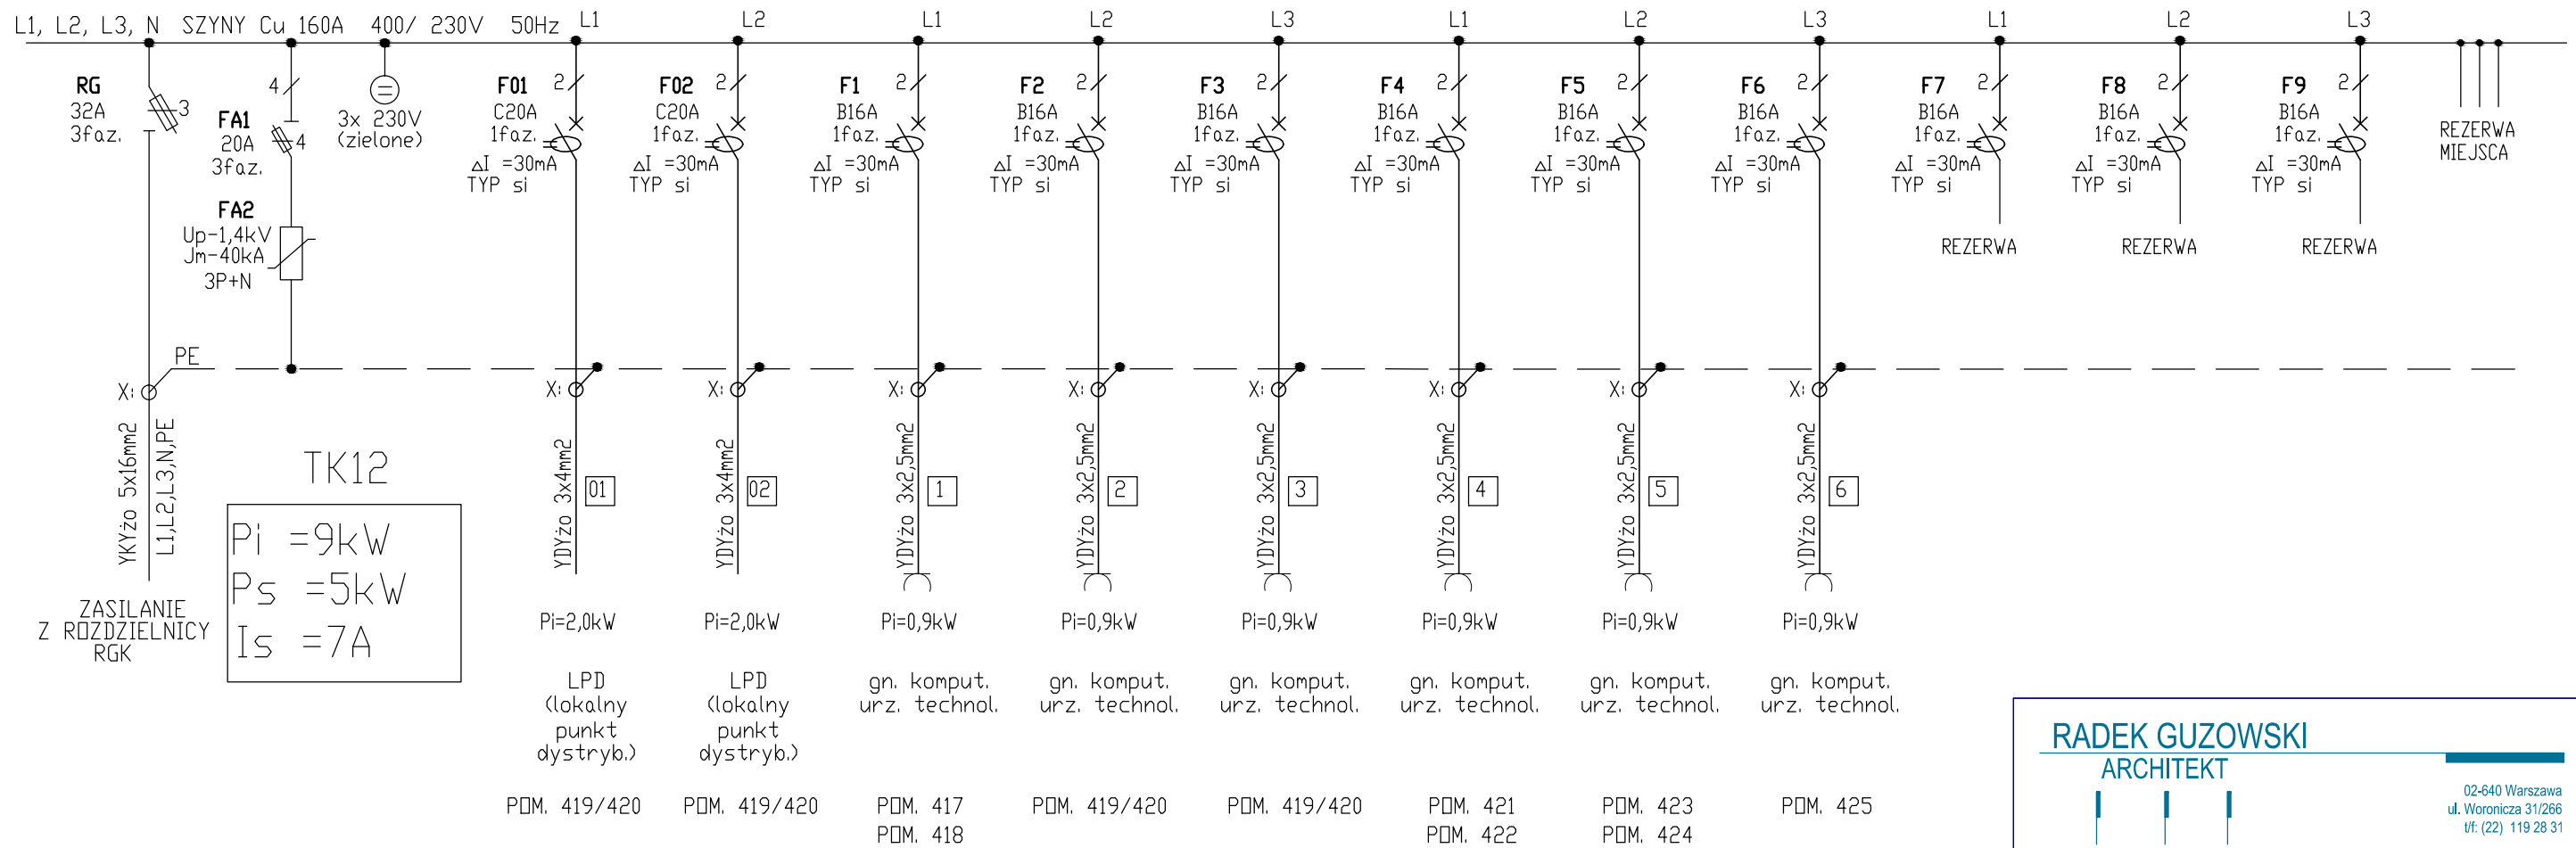 L1, L2, L3, N SZYNY Cu 160A 400/ 230V 50Hz
L1
L2
L1
L2
L3
L1
L2
L3
L1
L2
L3
RG
32A
3faz.
3
4
FA1
20A
3faz.
4
3x 230V
(zielone)
FA2
Up-1,4kV
Jm-40kA
3P+N
F01
2
C20A
1faz.
ΔI =30mA
TYP si
F02
2
C20A
1faz.
ΔI =30mA
TYP si
F1
2
B16A
1faz.
ΔI =30mA
TYP si
F2
2
B16A
1faz.
ΔI =30mA
TYP si
F3
2
B16A
1faz.
ΔI =30mA
TYP si
F4
2
B16A
1faz.
ΔI =30mA
TYP si
F5
2
B16A
1faz.
ΔI =30mA
TYP si
F6
2
B16A
1faz.
ΔI =30mA
TYP si
F7
2
B16A
1faz.
ΔI =30mA
TYP si
REZERWA
F8
2
B16A
1faz.
ΔI =30mA
TYP si
REZERWA
F9
2
B16A
1faz.
ΔI =30mA
TYP si
REZERWA
REZERWA
MIEJSCA
PE
X:
X:
X:
X:
X:
X:
X:
X:
X:
YKYżo 5x16mm2
L1,L2,L3,N,PE
ZASILANIE
Z ROZDZIELNICY
RGK
TK12
Pi =9kW
Ps =5kW
Is =7A
YDYżo 3x4mm2
01
Pi=2,0kW
LPD
(lokalny
punkt
dystryb.)
POM. 419/420
YDYżo 3x4mm2
02
Pi=2,0kW
LPD
(lokalny
punkt
dystryb.)
POM. 419/420
YDYżo 3x2,5mm2
1
Pi=0,9kW
gn. komput.
urz. technol.
POM. 417
POM. 418
YDYżo 3x2,5mm2
2
Pi=0,9kW
gn. komput.
urz. technol.
POM. 419/420
YDYżo 3x2,5mm2
3
Pi=0,9kW
gn. komput.
urz. technol.
POM. 419/420
YDYżo 3x2,5mm2
4
Pi=0,9kW
gn. komput.
urz. technol.
POM. 421
POM. 422
YDYżo 3x2,5mm2
5
Pi=0,9kW
gn. komput.
urz. technol.
POM. 423
POM. 424
YDYżo 3x2,5mm2
6
Pi=0,9kW
gn. komput.
urz. technol.
POM. 425
RADEK GUZOWSKI
ARCHITEKT
02-640 Warszawa
ul. Woronicza 31/266
t/f: (22) 119 28 31